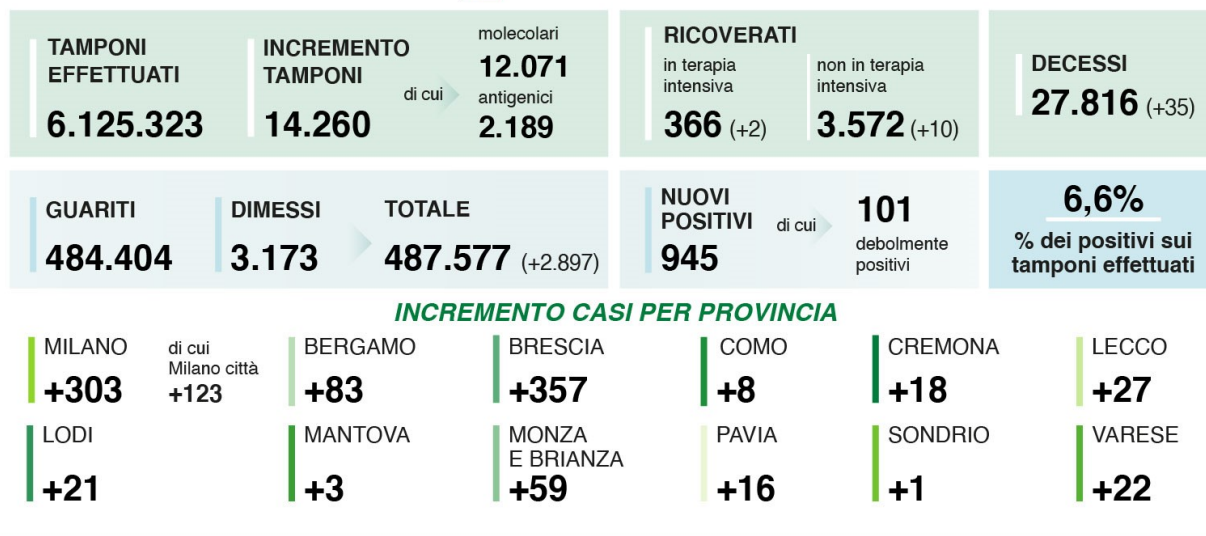 TAMPONI
EFFETTUATI
6.125.323
INCREMENTO
TAMPONI
14.260
di cui
molecolari
12.071
antigenici
2.189
RICOVERATI
in terapia
intensiva
366 (+2)
non in terapia
intensiva
3.572 (+10)
DECESSI
27.816 (+35)
GUARITI
484.404
DIMESSI
3.173
TOTALE
487.577 (+2.897)
NUOVI
POSITIVI
945
di cui
101
debolmente
positivi
6,6%
% dei positivi sui
tamponi effettuati
INCREMENTO CASI PER PROVINCIA
MILANO
+303
di cui
Milano città
+123
BERGAMO
+83
BRESCIA
+357
COMO
+8
CREMONA
+18
LECCO
+27
LODI
+21
MANTOVA
+3
MONZA
E BRIANZA
+59
PAVIA
+16
SONDRIO
+1
VARESE
+22